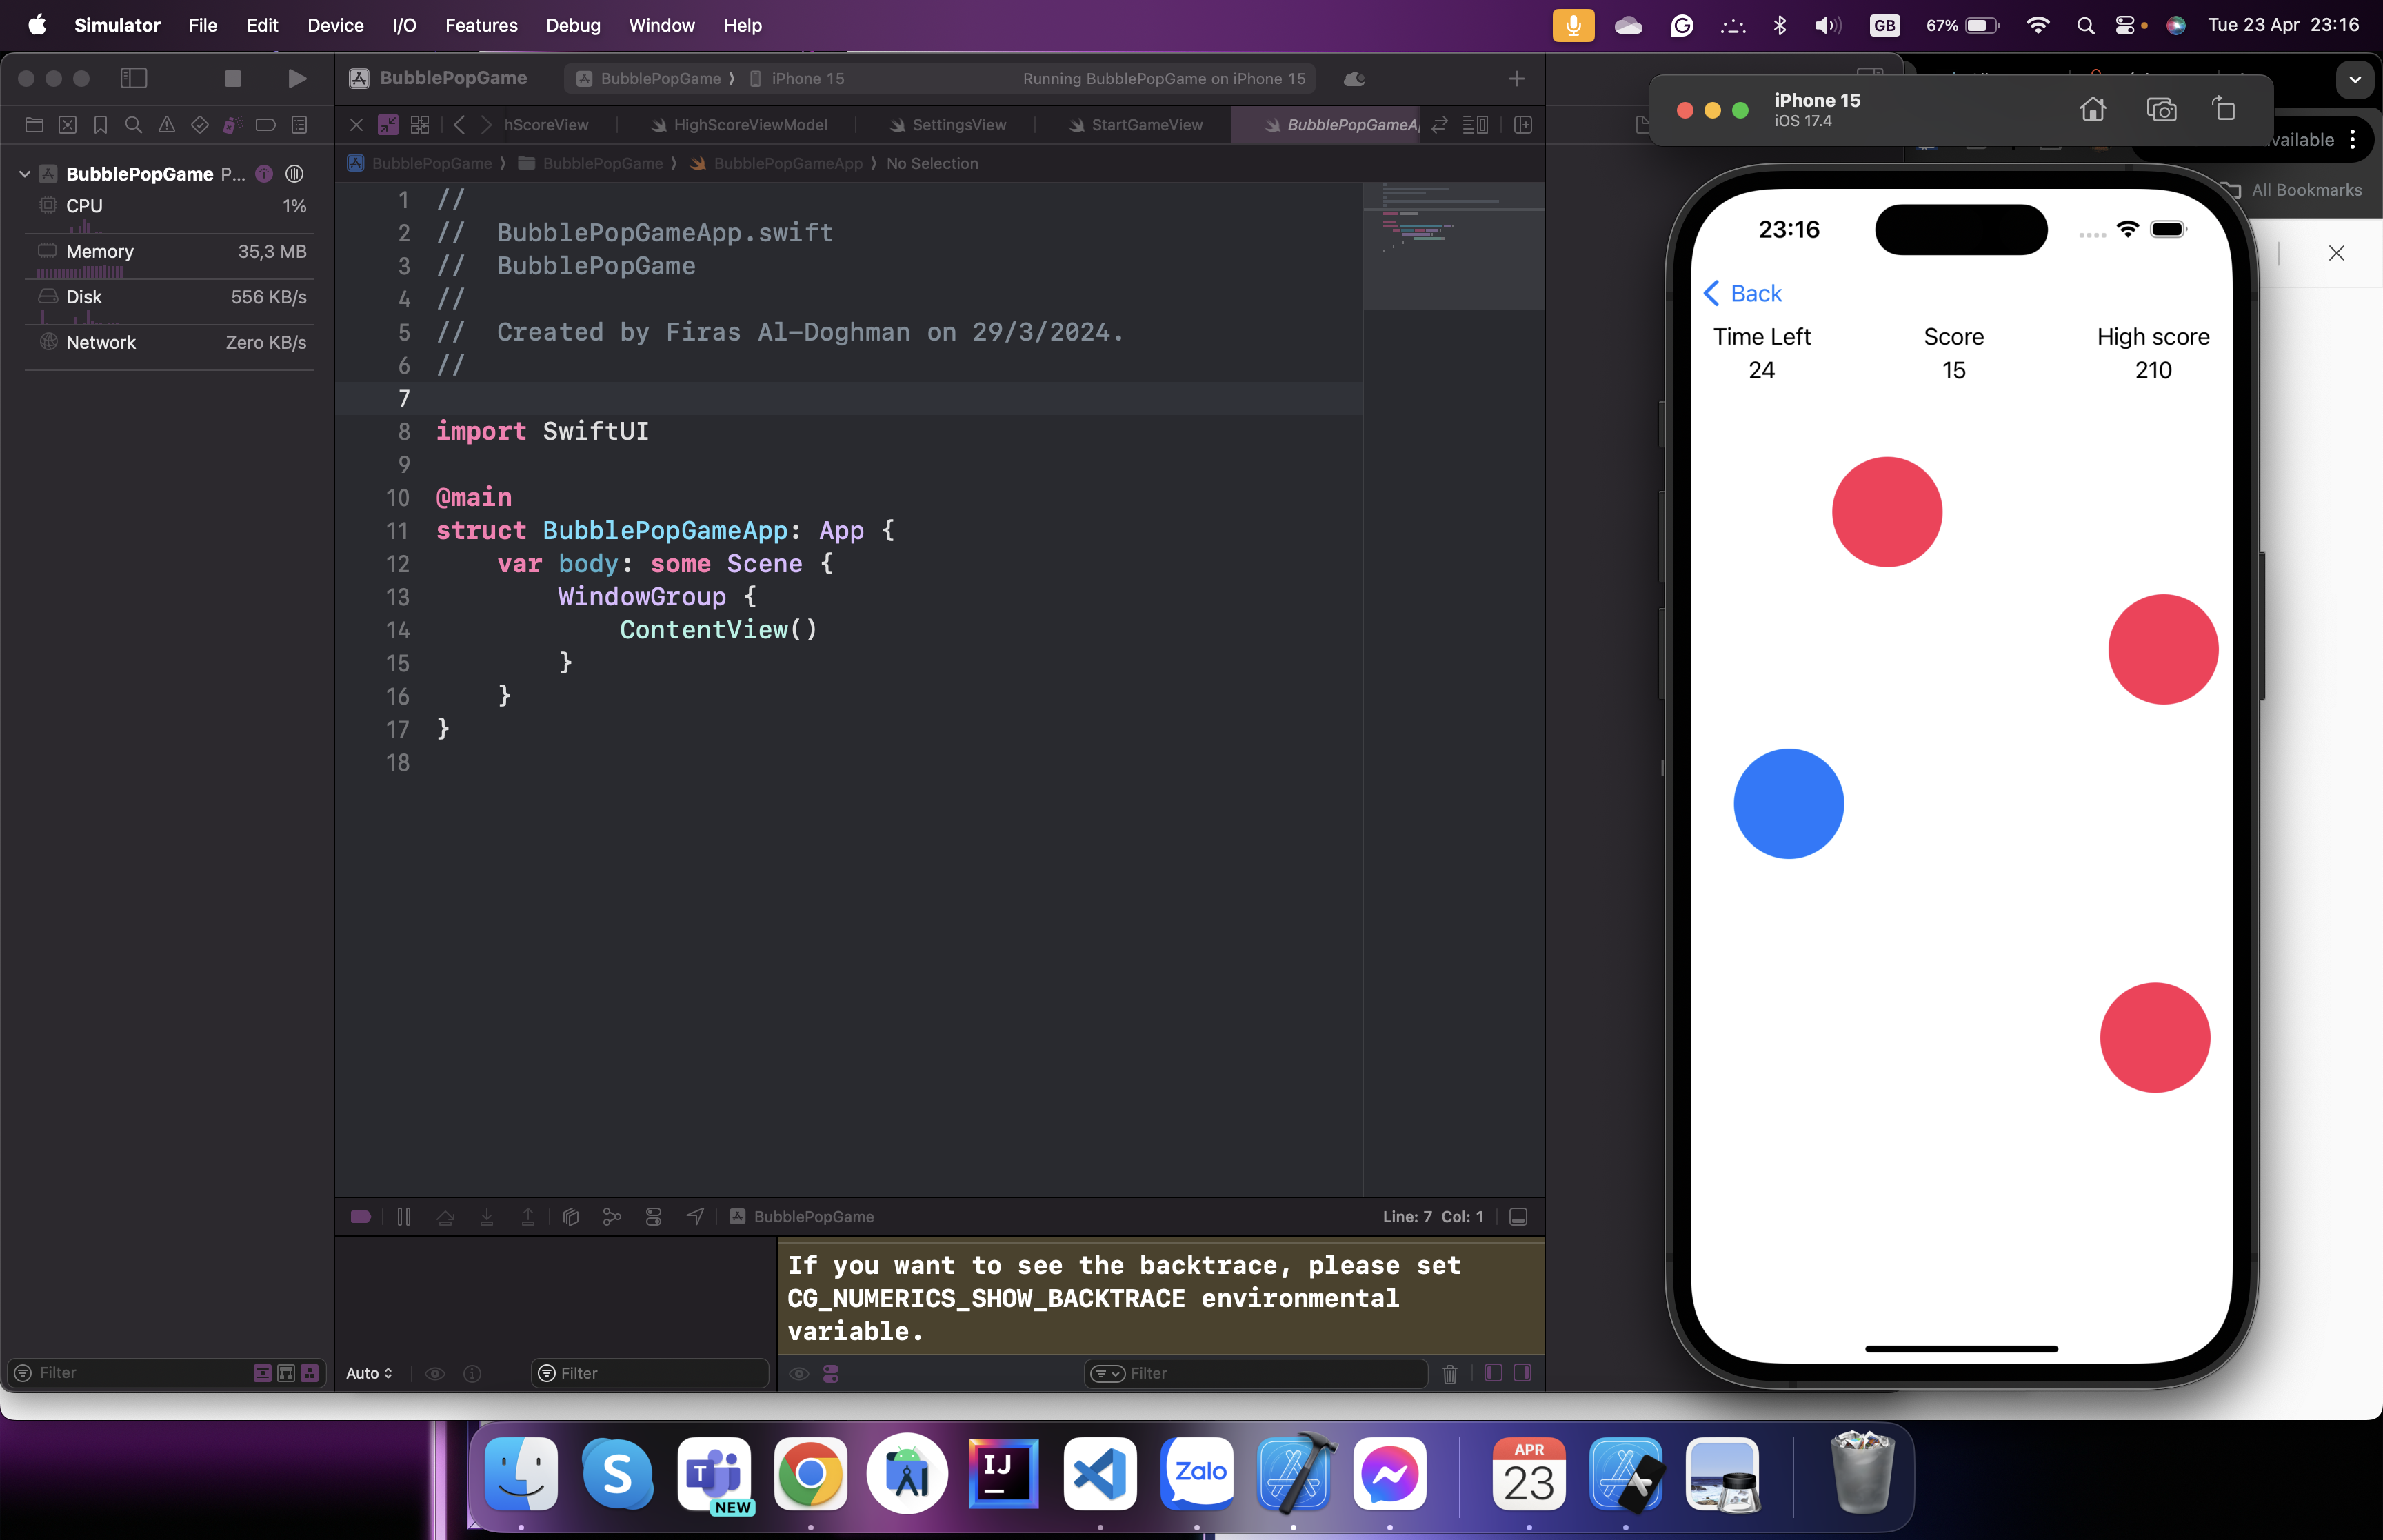 Simulator File Edit Device I/O Features Debug Window Help GB 67% Tue 23 Apr 23:16
BubblePopGame BubblePopGame iPhone 15 Running BubblePopGame on iPhone 15
hScoreView HighScoreViewModel SettingsView StartGameView BubblePopGameA
BubblePopGame BubblePopGame BubblePopGameApp No Selection
BubblePopGame P...
CPU 1%
Memory 35,3 MB
Disk 556 KB/s
Network Zero KB/s
1 //
2 // BubblePopGameApp.swift
3 // BubblePopGame
4 //
5 // Created by Firas Al-Doghman on 29/3/2024.
6 //
7
8 import SwiftUI
9
10 @main
11 struct BubblePopGameApp: App {
12 var body: some Scene {
13 WindowGroup {
14 ContentView()
15 }
16 }
17 }
18
BubblePopGame Line: 7 Col: 1
If you want to see the backtrace, please set
CG_NUMERICS_SHOW_BACKTRACE environmental
variable.
Filter Auto Filter Filter
iPhone 15
iOS 17.4
All Bookmarks
23:16
Back
Time Left Score High score
24 15 210
NEW
IJ
Zalo
APR
23